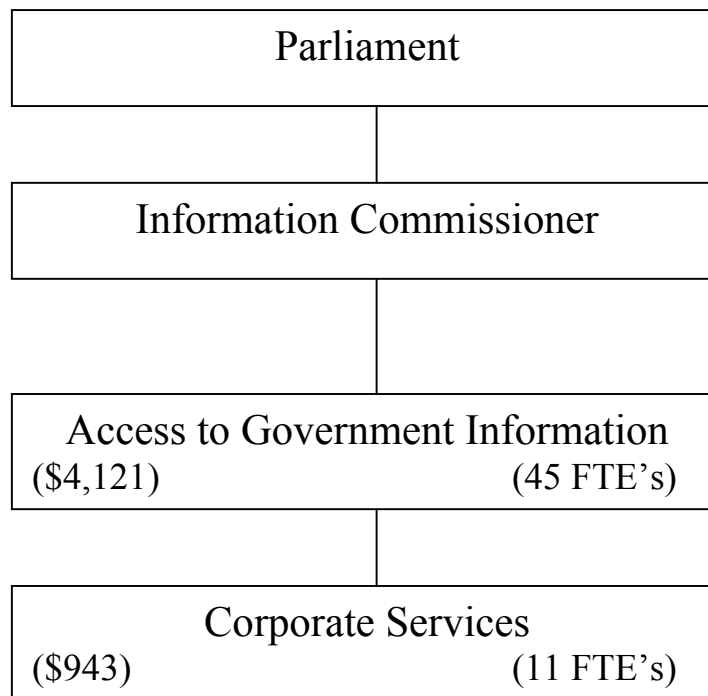 Parliament
Information Commissioner
Access to Government Information
($4,121) (45 FTE’s)
Corporate Services
($943) (11 FTE’s)